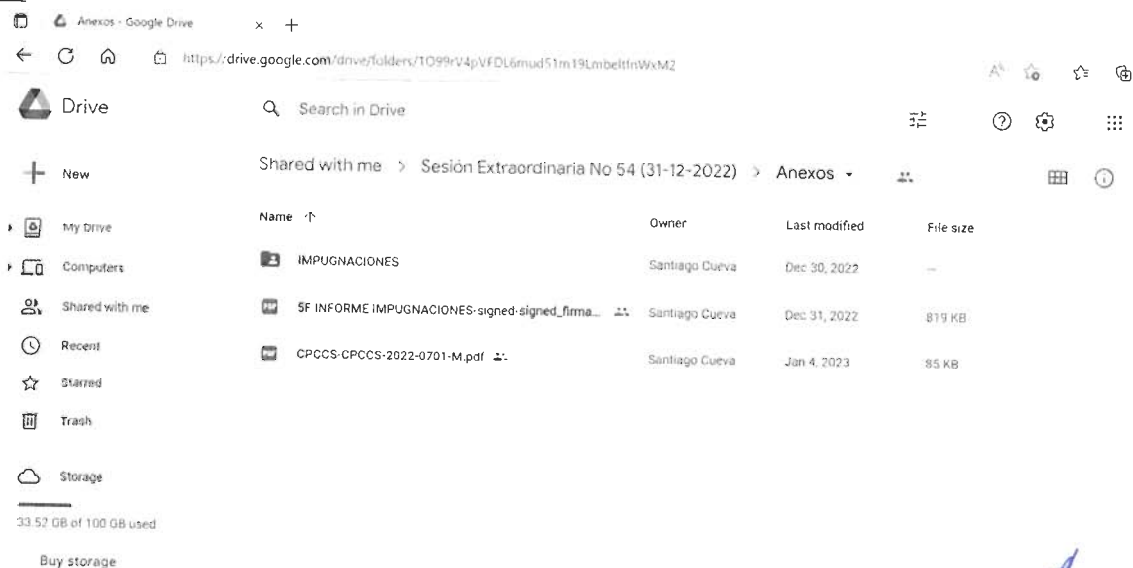 Anexos - Google Drive
https://drive.google.com/drive/folders/
Drive
Search in Drive
New
Shared with me > Sesión Extraordinaria No 54 (31-12-2022) > Anexos
Name ↑ Owner Last modified File size
My Drive
Computers
Shared with me
Recent
Starred
Trash
Storage
33.52 GB of 100 GB used
Buy storage
IMPUGNACIONES Santiago Cueva Dec 30, 2022 —
5F INFORME IMPUGNACIONES-signed-signed_firma... Santiago Cueva Dec 31, 2022 819 KB
CPCCS-CPCCS-2022-0701-M.pdf Santiago Cueva Jan 4, 2023 85 KB